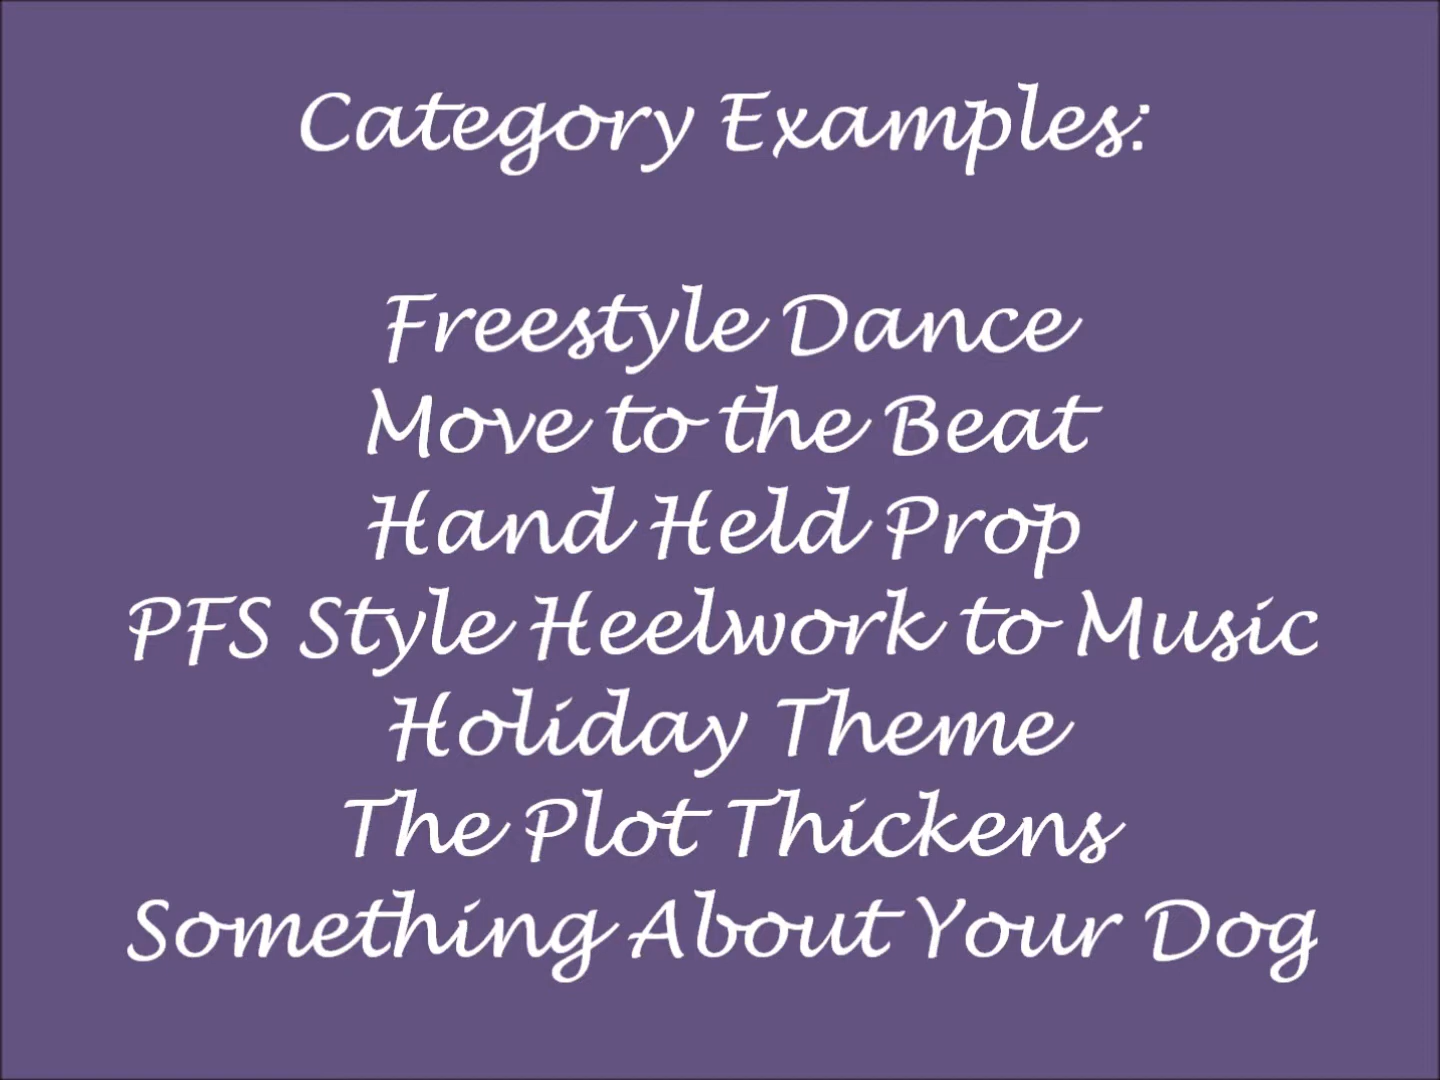 Category Examples:
Freestyle Dance
Move to the Beat
Hand Held Prop
PFS Style Heelwork to Music
Holiday Theme
The Plot Thickens
Something About Your Dog